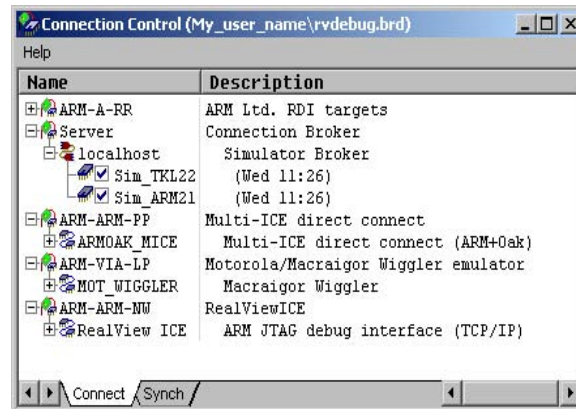 Connection Control (My_user_name\rvdebug.brd)
Help
Name Description
ARM-A-RR ARM Ltd. RDI targets
Server Connection Broker
localhost Simulator Broker
Sim_TKL22 (Wed 11:26)
Sim_ARM21 (Wed 11:26)
ARM-ARM-PP Multi-ICE direct connect
ARMOAK_MICE Multi-ICE direct connect (ARM+Oak)
ARM-VIA-LP Motorola/Macraigor Wiggler emulator
MOT_WIGGLER Macraigor Wiggler
ARM-ARM-NW RealViewICE
RealView ICE ARM JTAG debug interface (TCP/IP)
Connect Synch